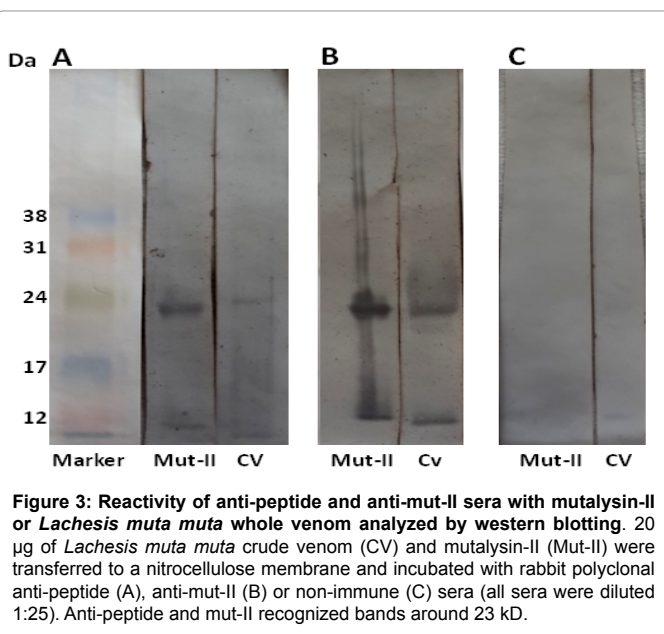 Da A B C
38
31
24
17
12
Marker Mut-II CV Mut-II Cv Mut-II CV
Figure 3: Reactivity of anti-peptide and anti-mut-II sera with mutalysin-II
or Lachesis muta muta whole venom analyzed by western blotting. 20
µg of Lachesis muta muta crude venom (CV) and mutalysin-II (Mut-II) were
transferred to a nitrocellulose membrane and incubated with rabbit polyclonal
anti-peptide (A), anti-mut-II (B) or non-immune (C) sera (all sera were diluted
1:25). Anti-peptide and mut-II recognized bands around 23 kD.